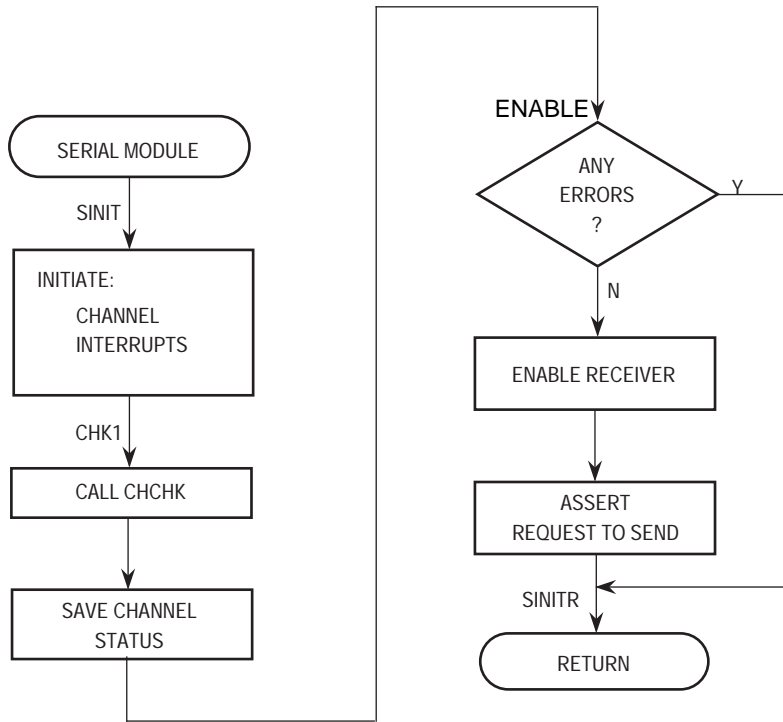 SERIAL MODULE
SINIT
INITIATE:
CHANNEL
INTERRUPTS
CHK1
CALL CHCHK
SAVE CHANNEL
STATUS
ENABLE
ANY
ERRORS
?
Y
N
ENABLE RECEIVER
ASSERT
REQUEST TO SEND
SINITR
RETURN